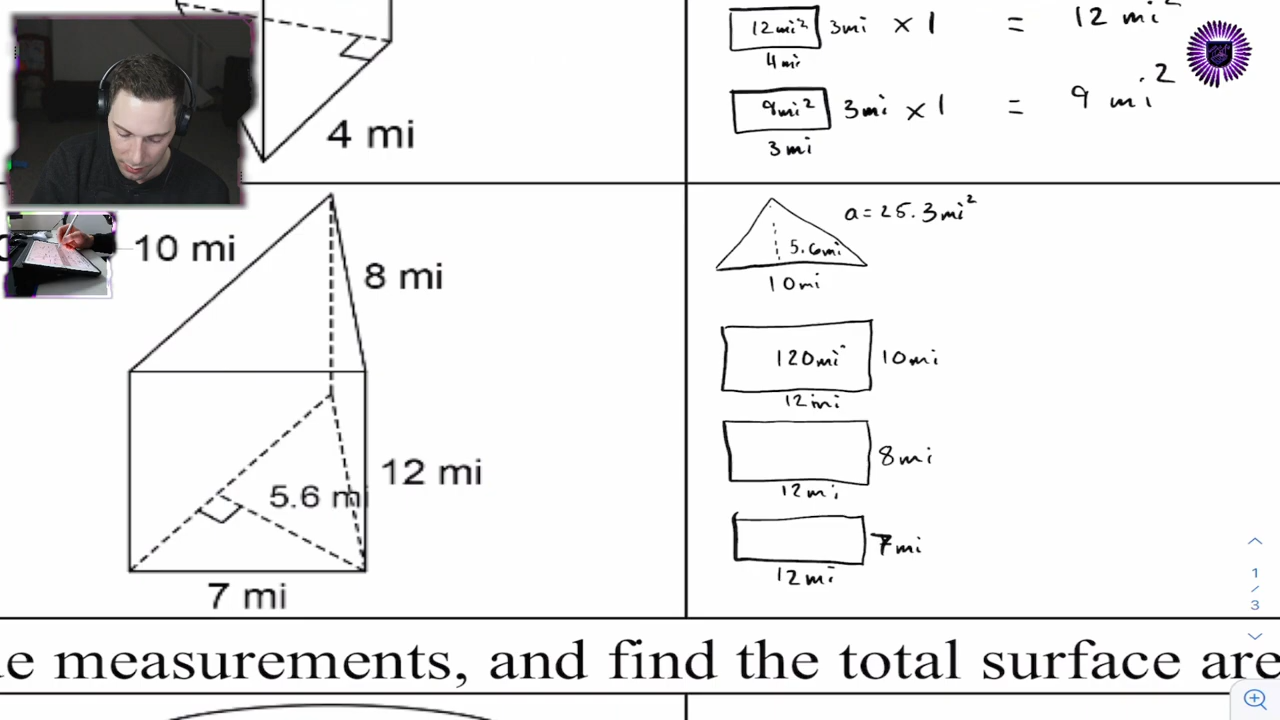 4 mi
12mi² 3mi × 1 = 12 mi²
4mi
9mi² 3mi × 1 = 9 mi²
3mi
10 mi
8 mi
12 mi
5.6 mi
7 mi
a = 25.3mi²
5.6mi
10mi
120mi² 10mi
12mi
8mi
12mi
7mi
12mi
1
/
3
e measurements, and find the total surface are